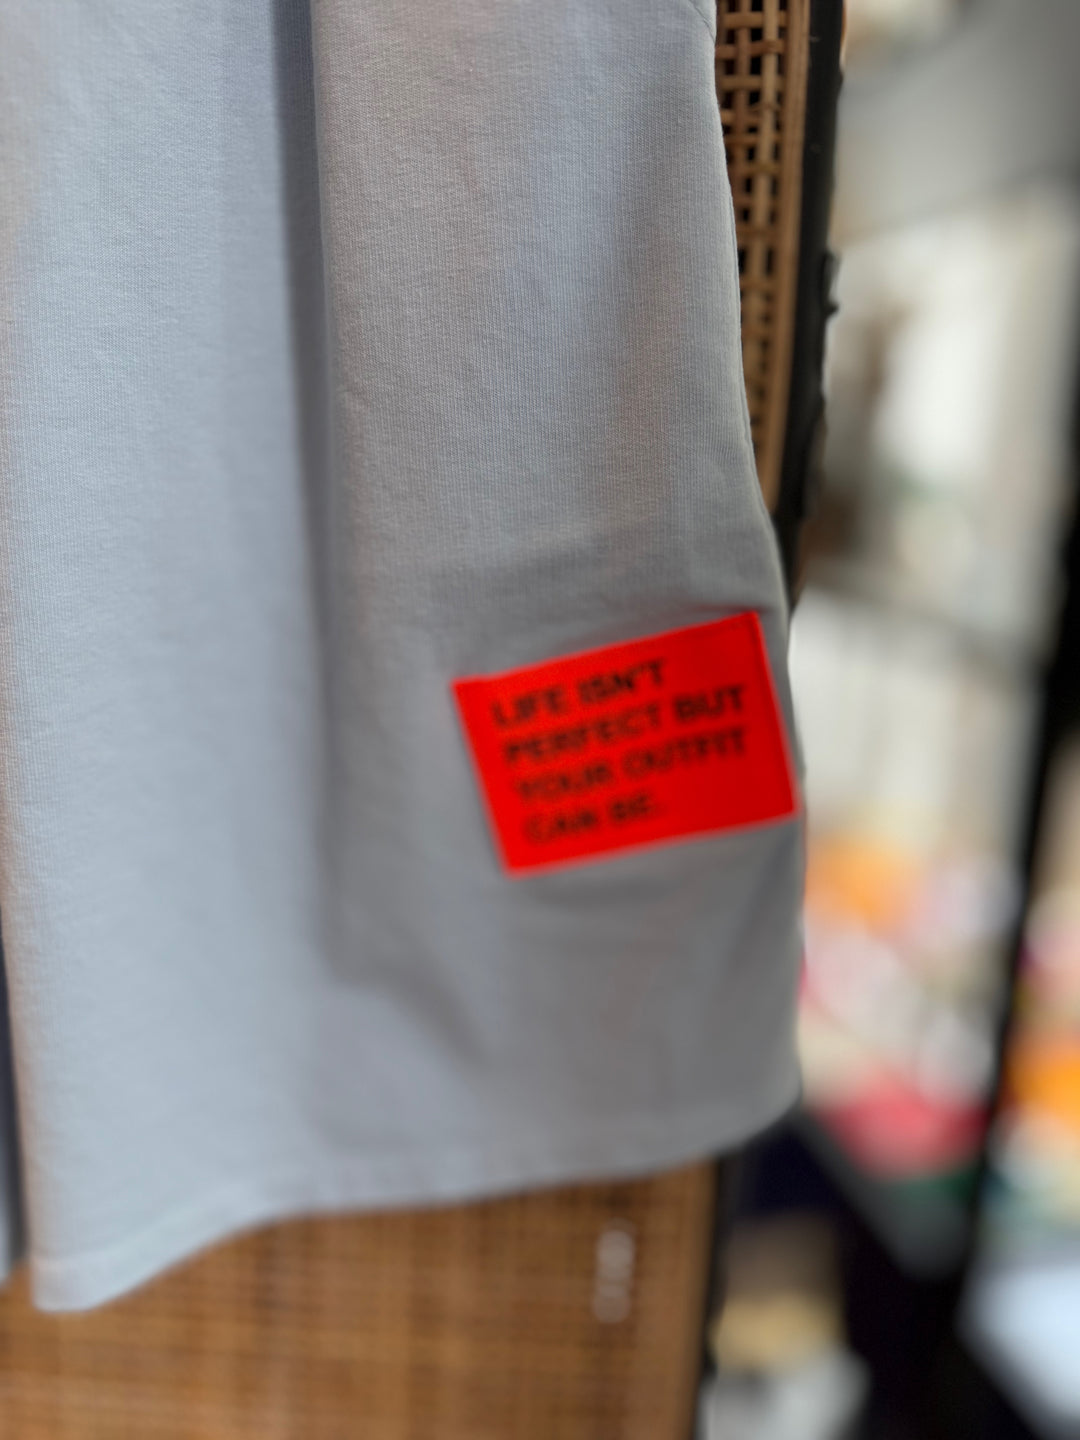 LIFE ISN'T
PERFECT BUT
YOUR OUTFIT
CAN BE.